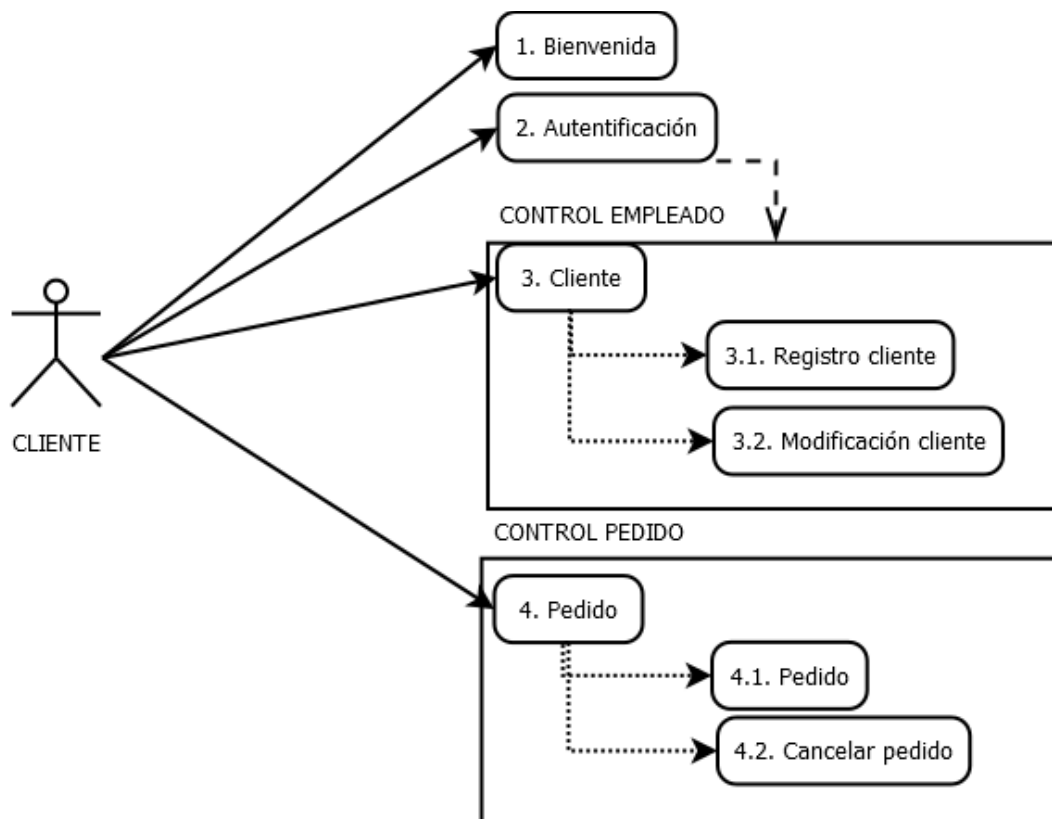 1. Bienvenida
2. Autentificación
CONTROL EMPLEADO
3. Cliente
3.1. Registro cliente
3.2. Modificación cliente
CLIENTE
CONTROL PEDIDO
4. Pedido
4.1. Pedido
4.2. Cancelar pedido